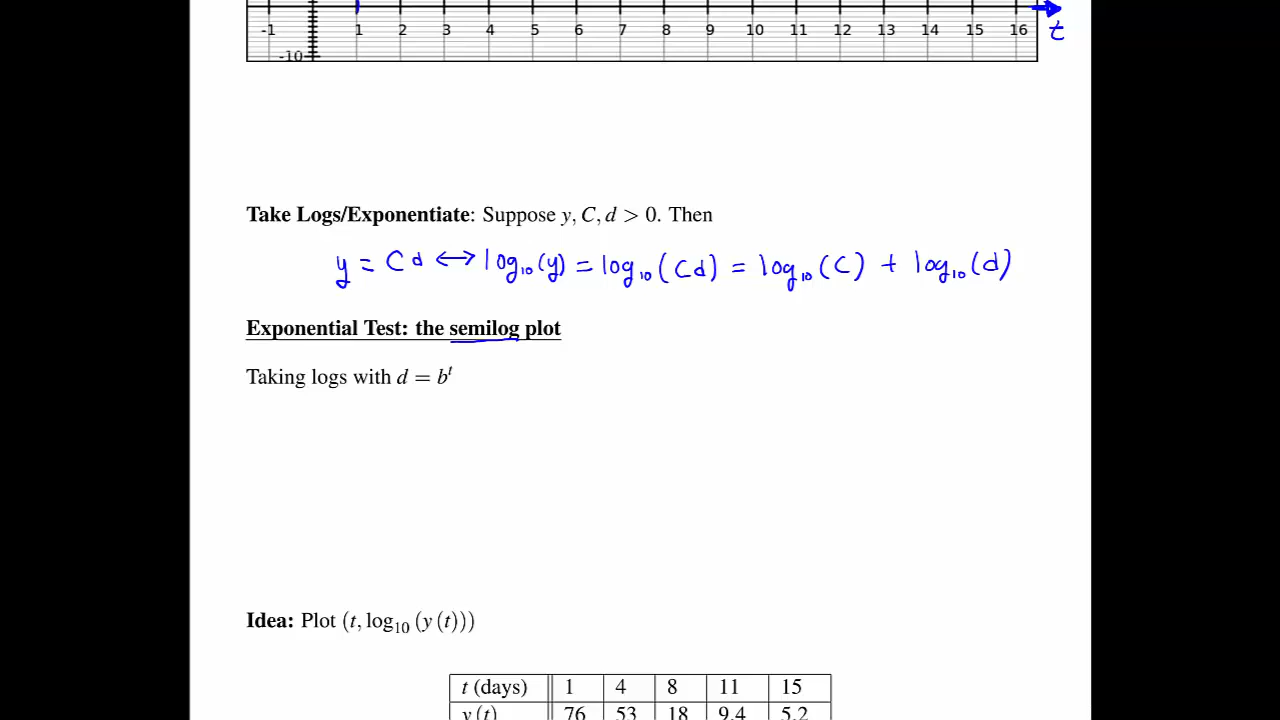 -1 1 2 3 4 5 6 7 8 9 10 11 12 13 14 15 16 t
-10
Take Logs/Exponentiate: Suppose y, C, d > 0. Then
y = Cd ↔ log₁₀(y) = log₁₀(Cd) = log₁₀(C) + log₁₀(d)
Exponential Test: the semilog plot
Taking logs with d = bᵗ
Idea: Plot (t, log₁₀ (y (t)))
t (days) 1 4 8 11 15
y (t) 76 53 18 9.4 5.2